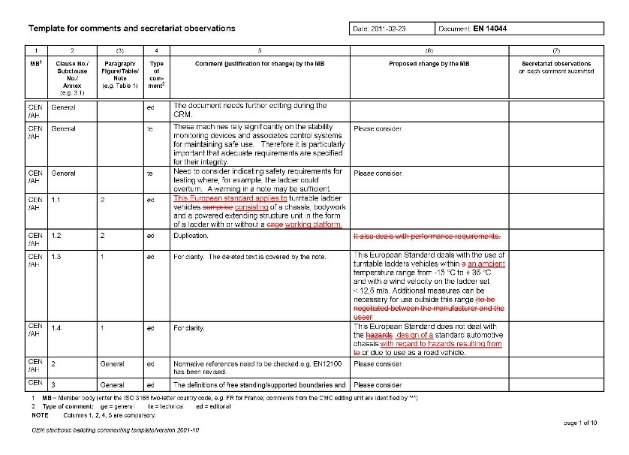 Template for comments and secretariat observations
Date: 2011-02-23
Document: EN 14044
1 2 (3) 4 5 (6) (7)
MB¹
Clause No./
Subclause
No./
Annex
(e.g. 3.1)
Paragraph/
Figure/Table/
Note
(e.g. Table 1)
Type
of
com-
ment²
Comment (justification for change) by the MB
Proposed change by the MB
Secretariat observations
on each comment submitted
CEN
/AH
General
ed
The document needs further editing during the
CRM.
CEN
/AH
General
te
These machines rely significantly on the stability
monitoring devices and associates control systems
for maintaining safe use. Therefore it is particularly
important that adequate requirements are specified
for their integrity.
Please consider
CEN
/AH
General
te
Need to consider indicating safety requirements for
testing where, for example, the ladder could
overturn. A warning in a note may be sufficient.
Please consider.
CEN
/AH
1.1
2
ed
This European standard applies to turntable ladder
vehicles comprise consisting of a chassis, bodywork
and a powered extending structure unit in the form
of a ladder with or without a cage working platform.
CEN
/AH
1.2
2
ed
Duplication.
It also deals with performance requirements.
CEN
/AH
1.3
1
ed
For clarity. The deleted text is covered by the note.
This European Standard deals with the use of
turntable ladders vehicles within a an ambient
temperature range from -15 °C to + 35 °C
and with a wind velocity on the ladder set
< 12,5 m/s. Additional measures can be
necessary for use outside this range (to be
negotiated between the manufacturer and the
user
CEN
/AH
1.4
1
ed
For clarity.
This European Standard does not deal with
the hazards design of a standard automotive
chassis with regard to hazards resulting from
to or due to use as a road vehicle.
CEN
/AH
2
General
ed
Normative references need to be checked e.g. EN12100
has been revised.
Please consider
CEN
3
General
ed
The definitions of free standing/supported boundaries and
Please consider
1 MB = Member body (enter the ISO 3166 two-letter country code, e.g. FR for France; comments from the CMC editing unit are identified by **)
2 Type of comment: ge = general te = technical ed = editorial
NOTE Columns 1, 2, 4, 5 are compulsory.
page 1 of 10
CEN electronic balloting commenting template/version 2001-10